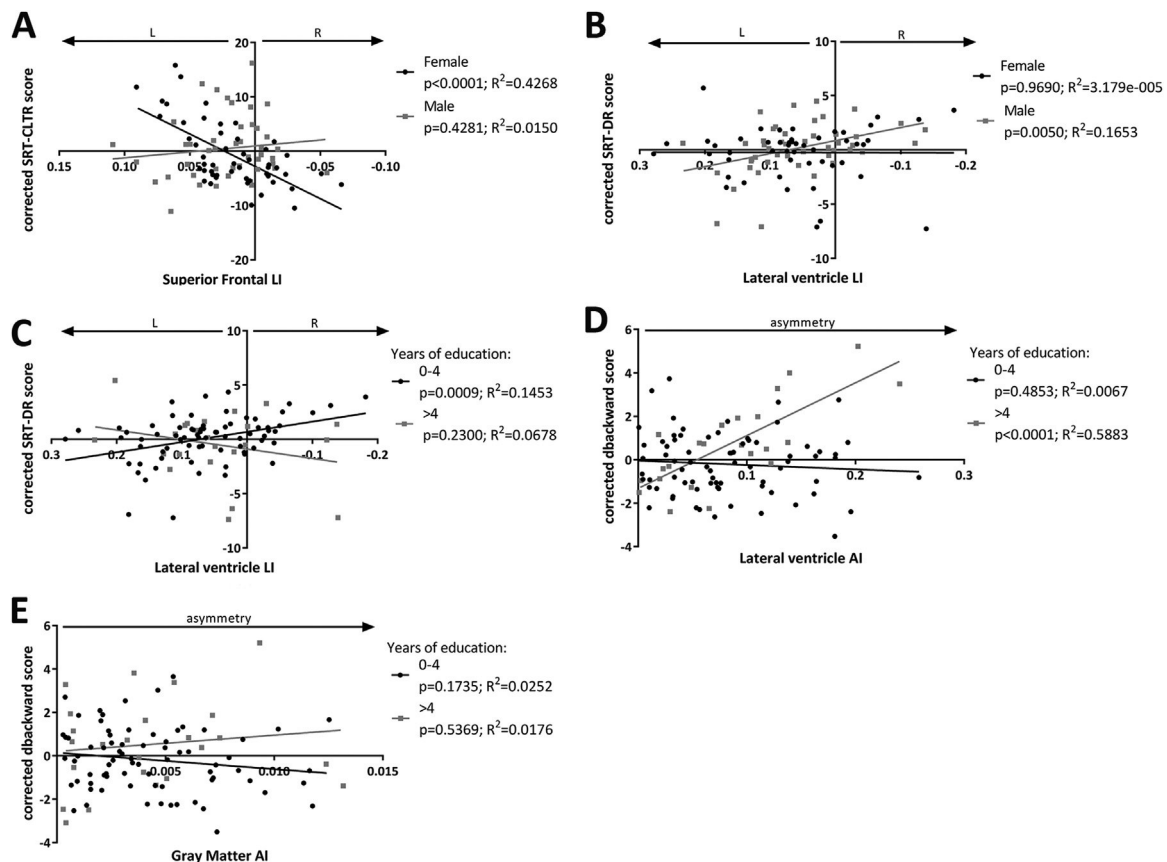 A
L R
20
10
0.15 0.10 0.05 -0.05 -0.10
-10
-20
corrected SRT-CLTR score
Superior Frontal LI
Female
p<0.0001; R²=0.4268
Male
p=0.4281; R²=0.0150
B
L R
10
5
0.3 0.2 0.1 -0.1 -0.2
-5
-10
corrected SRT-DR score
Lateral ventricle LI
Female
p=0.9690; R²=3.179e-005
Male
p=0.0050; R²=0.1653
C
L R
10
5
0.3 0.2 0.1 -0.1 -0.2
-5
-10
corrected SRT-DR score
Lateral ventricle LI
Years of education:
0-4
p=0.0009; R²=0.1453
>4
p=0.2300; R²=0.0678
D
asymmetry
6
4
2
0
0.1 0.2 0.3
-2
-4
corrected dbackward score
Lateral ventricle AI
Years of education:
0-4
p=0.4853; R²=0.0067
>4
p<0.0001; R²=0.5883
E
asymmetry
6
4
2
0
0.005 0.010 0.015
-2
-4
corrected dbackward score
Gray Matter AI
Years of education:
0-4
p=0.1735; R²=0.0252
>4
p=0.5369; R²=0.0176